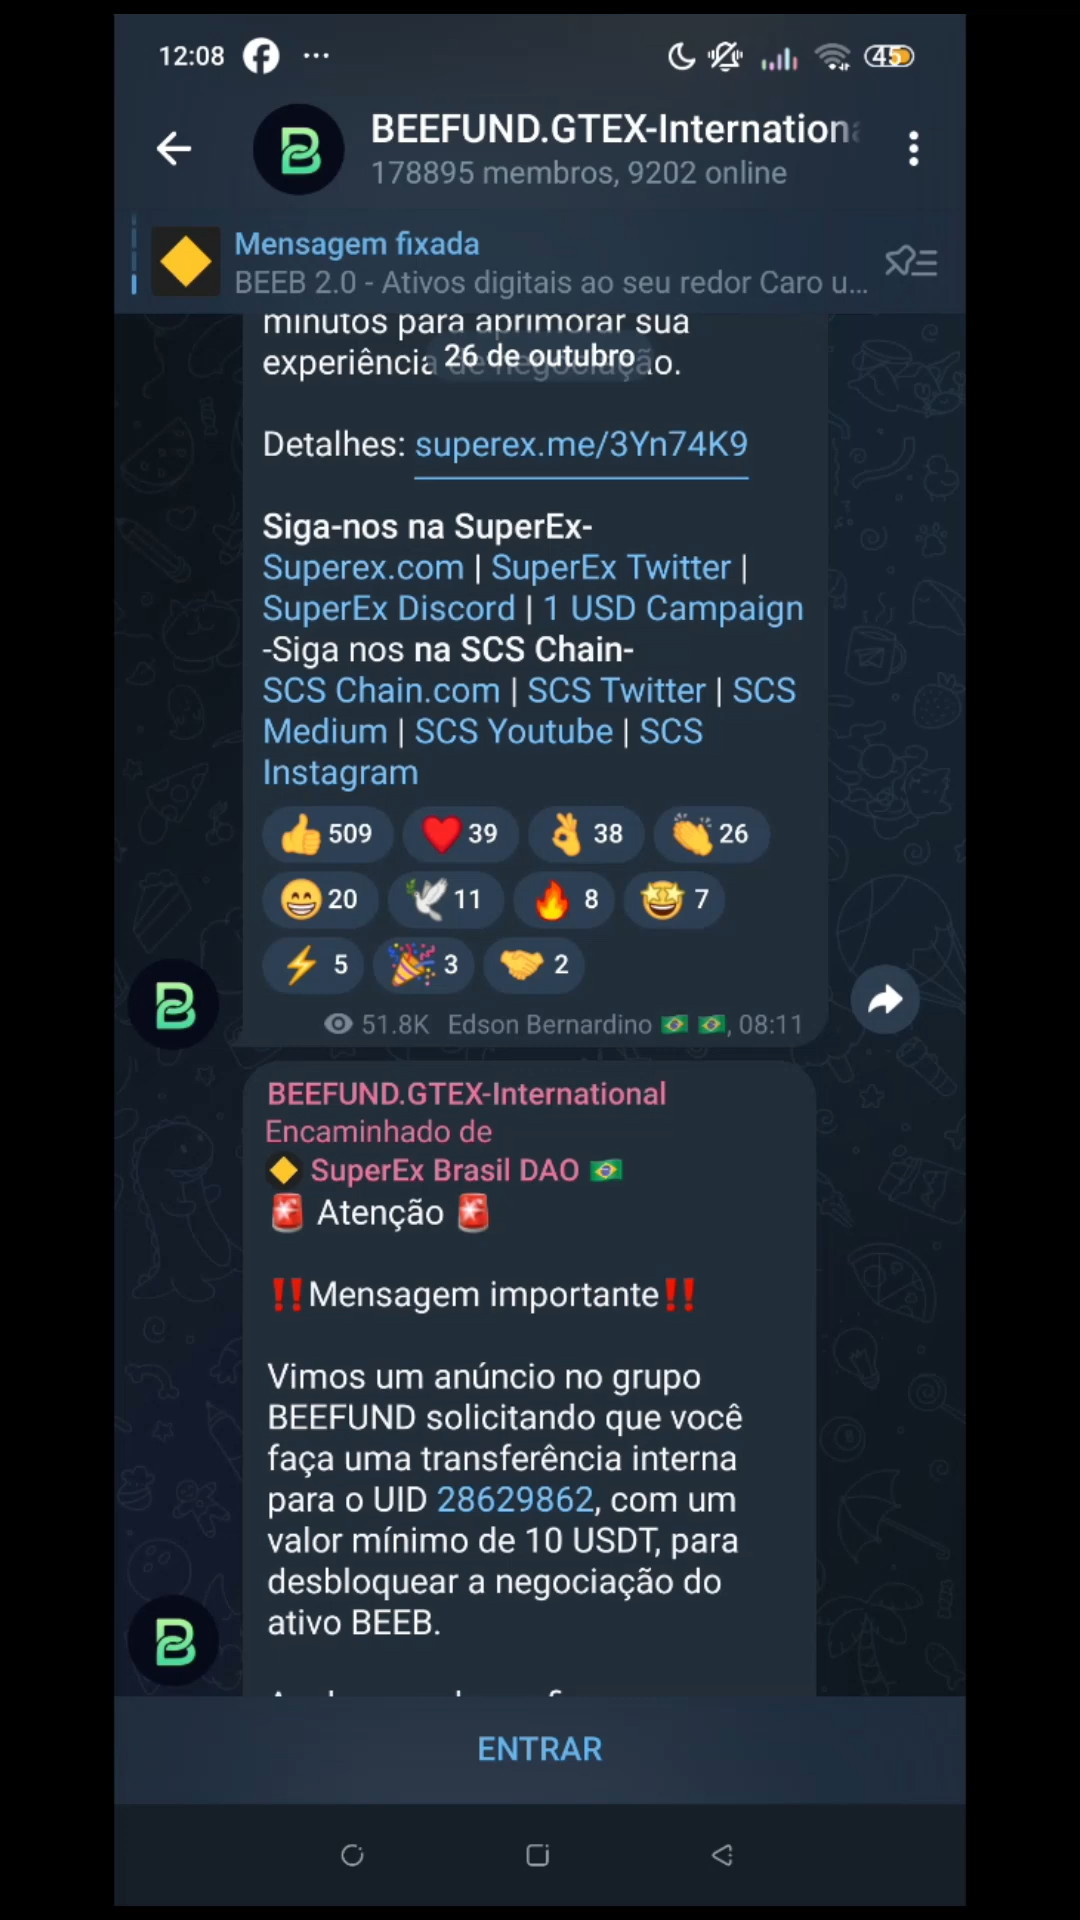 12:08
45
BEEFUND.GTEX-Internationa
178895 membros, 9202 online
Mensagem fixada
BEEB 2.0 - Ativos digitais ao seu redor Caro u...
minutos para aprimorar sua
26 de outubro
experiência de negociação.
Detalhes: superex.me/3Yn74K9
Siga-nos na SuperEx-
Superex.com | SuperEx Twitter |
SuperEx Discord | 1 USD Campaign
-Siga nos na SCS Chain-
SCS Chain.com | SCS Twitter | SCS
Medium | SCS Youtube | SCS
Instagram
👍 509 ❤️ 39 👌 38 👏 26
😁 20 🕊 11 🔥 8 🤩 7
⚡ 5 🎉 3 🤝 2
51.8K Edson Bernardino 🇧🇷 🇧🇷, 08:11
BEEFUND.GTEX-International
Encaminhado de
🔶 SuperEx Brasil DAO 🇧🇷
🚨 Atenção 🚨
‼️Mensagem importante‼️
Vimos um anúncio no grupo
BEEFUND solicitando que você
faça uma transferência interna
para o UID 28629862, com um
valor mínimo de 10 USDT, para
desbloquear a negociação do
ativo BEEB.
ENTRAR